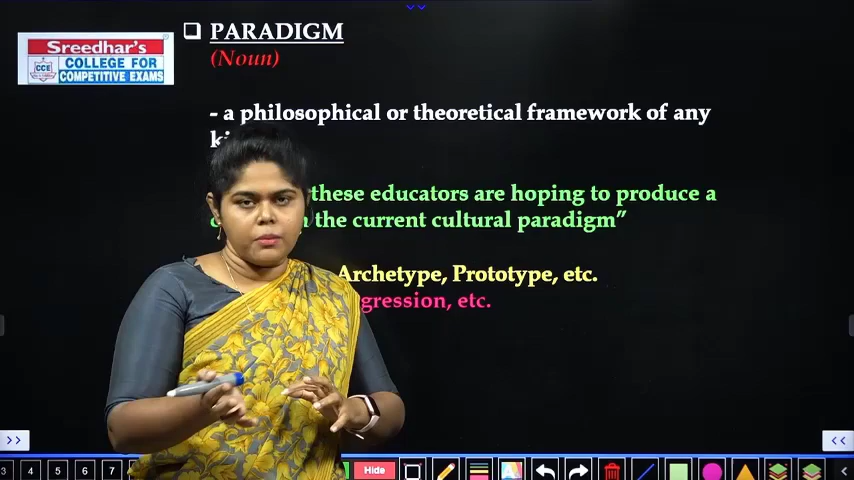 Sreedhar's
CCE
COLLEGE FOR
COMPETITIVE EXAMS
❑ PARADIGM
(Noun)
- a philosophical or theoretical framework of any
these educators are hoping to produce a
the current cultural paradigm”
Archetype, Prototype, etc.
etc.
>>
<<
3 4 5 6 7
Hide